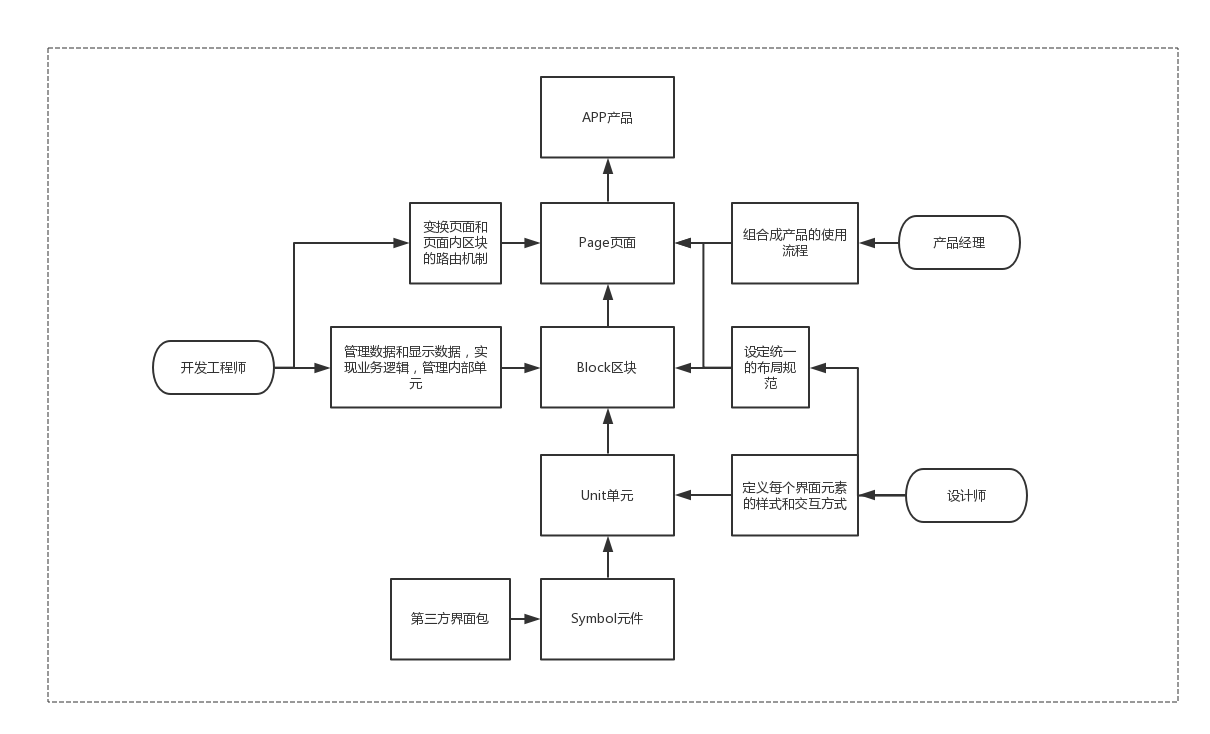 APP产品
变换页面和
页面内区块
的路由机制
Page页面
组合成产品的使用
流程
产品经理
开发工程师
管理数据和显示数据，实
现业务逻辑，管理内部单
元
Block区块
设定统一
的布局规
范
Unit单元
定义每个界面元素
的样式和交互方式
设计师
第三方界面包
Symbol元件